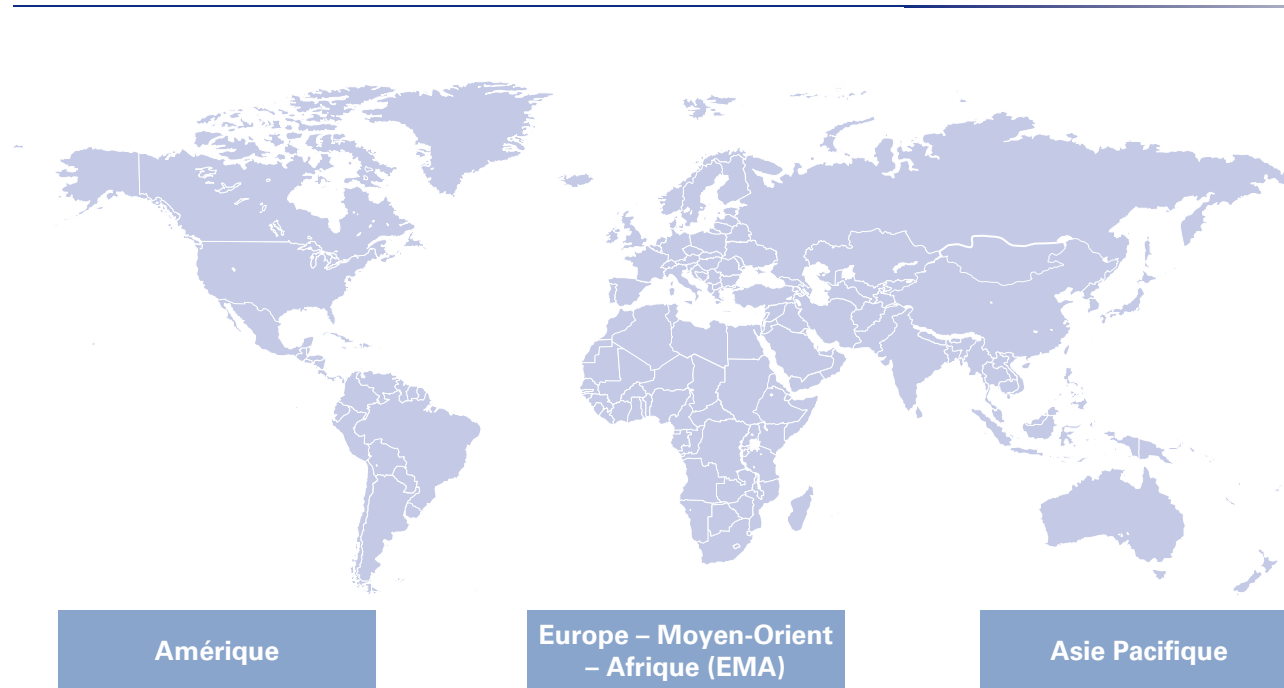 Amérique
Europe – Moyen-Orient
– Afrique (EMA)
Asie Pacifique